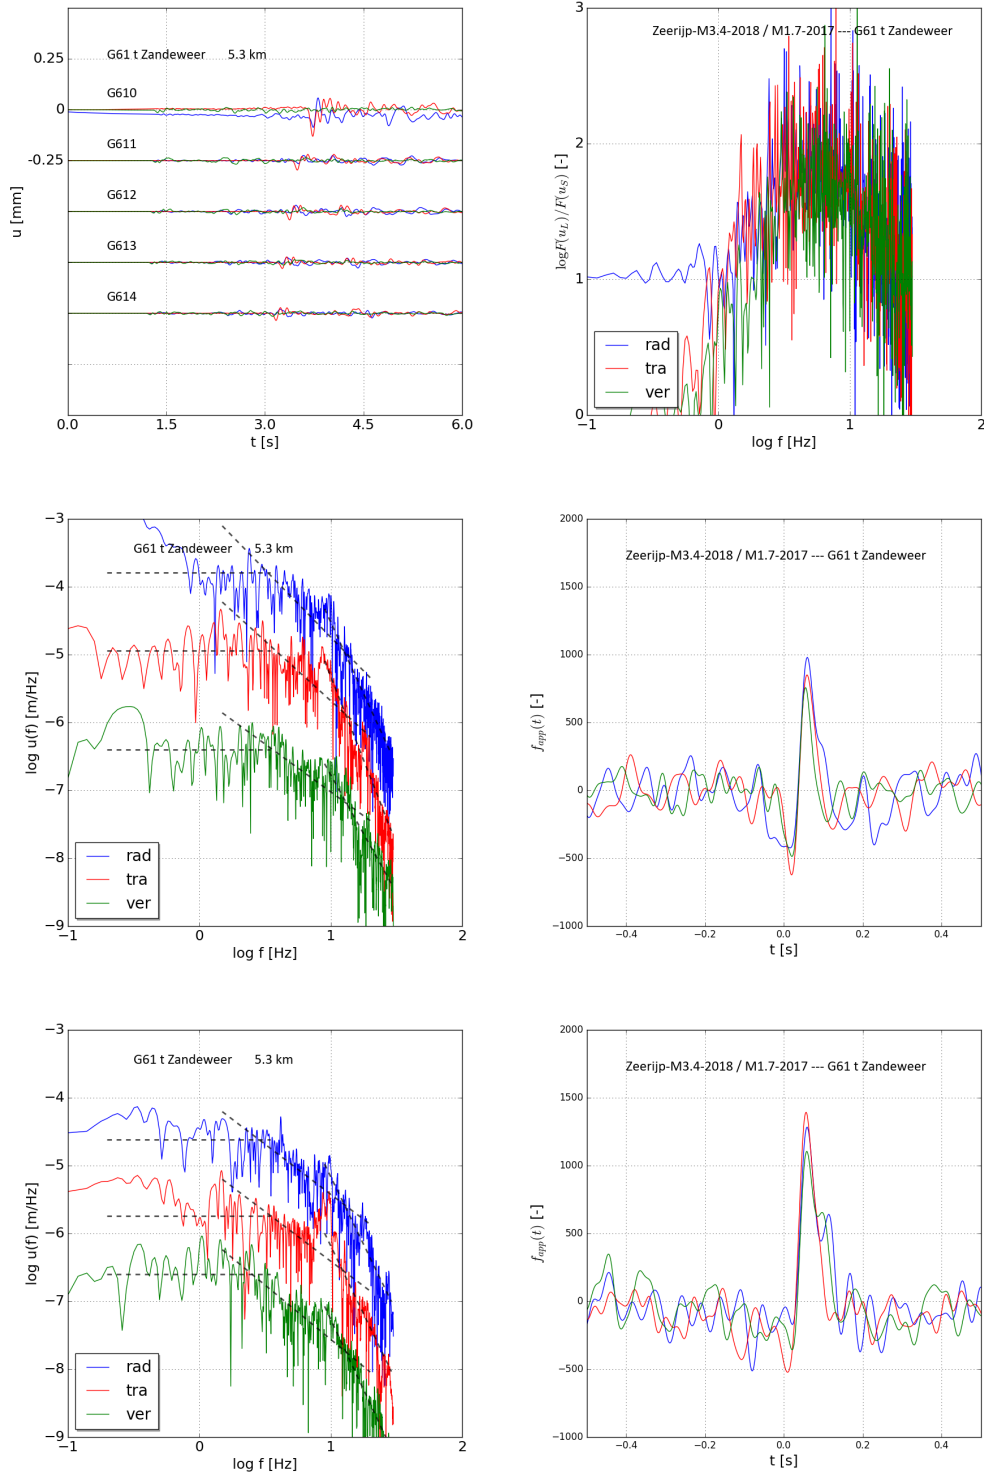 G61 t Zandeweer 5.3 km
G610
G611
G612
G613
G614
0.25
0
-0.25
u [mm]
0.0 1.5 3.0 4.5 6.0
t [s]
Zeerijp-M3.4-2018 / M1.7-2017 --- G61 t Zandeweer
3
2
1
0
log F(u_L)/F(u_S) [-]
rad
tra
ver
−1 0 1 2
log f [Hz]
−3
G61 t Zandeweer 5.3 km
−4
−5
−6
−7
−8
−9
log u(f) [m/Hz]
rad
tra
ver
−1 0 1 2
log f [Hz]
2000
Zeerijp-M3.4-2018 / M1.7-2017 --- G61 t Zandeweer
1500
1000
500
0
−500
−1000
f_app(t) [-]
−0.4 −0.2 0.0 0.2 0.4
t [s]
−3
G61 t Zandeweer 5.3 km
−4
−5
−6
−7
−8
−9
log u(f) [m/Hz]
rad
tra
ver
−1 0 1 2
log f [Hz]
2000
Zeerijp-M3.4-2018 / M1.7-2017 --- G61 t Zandeweer
1500
1000
500
0
−500
−1000
f_app(t) [-]
−0.4 −0.2 0.0 0.2 0.4
t [s]